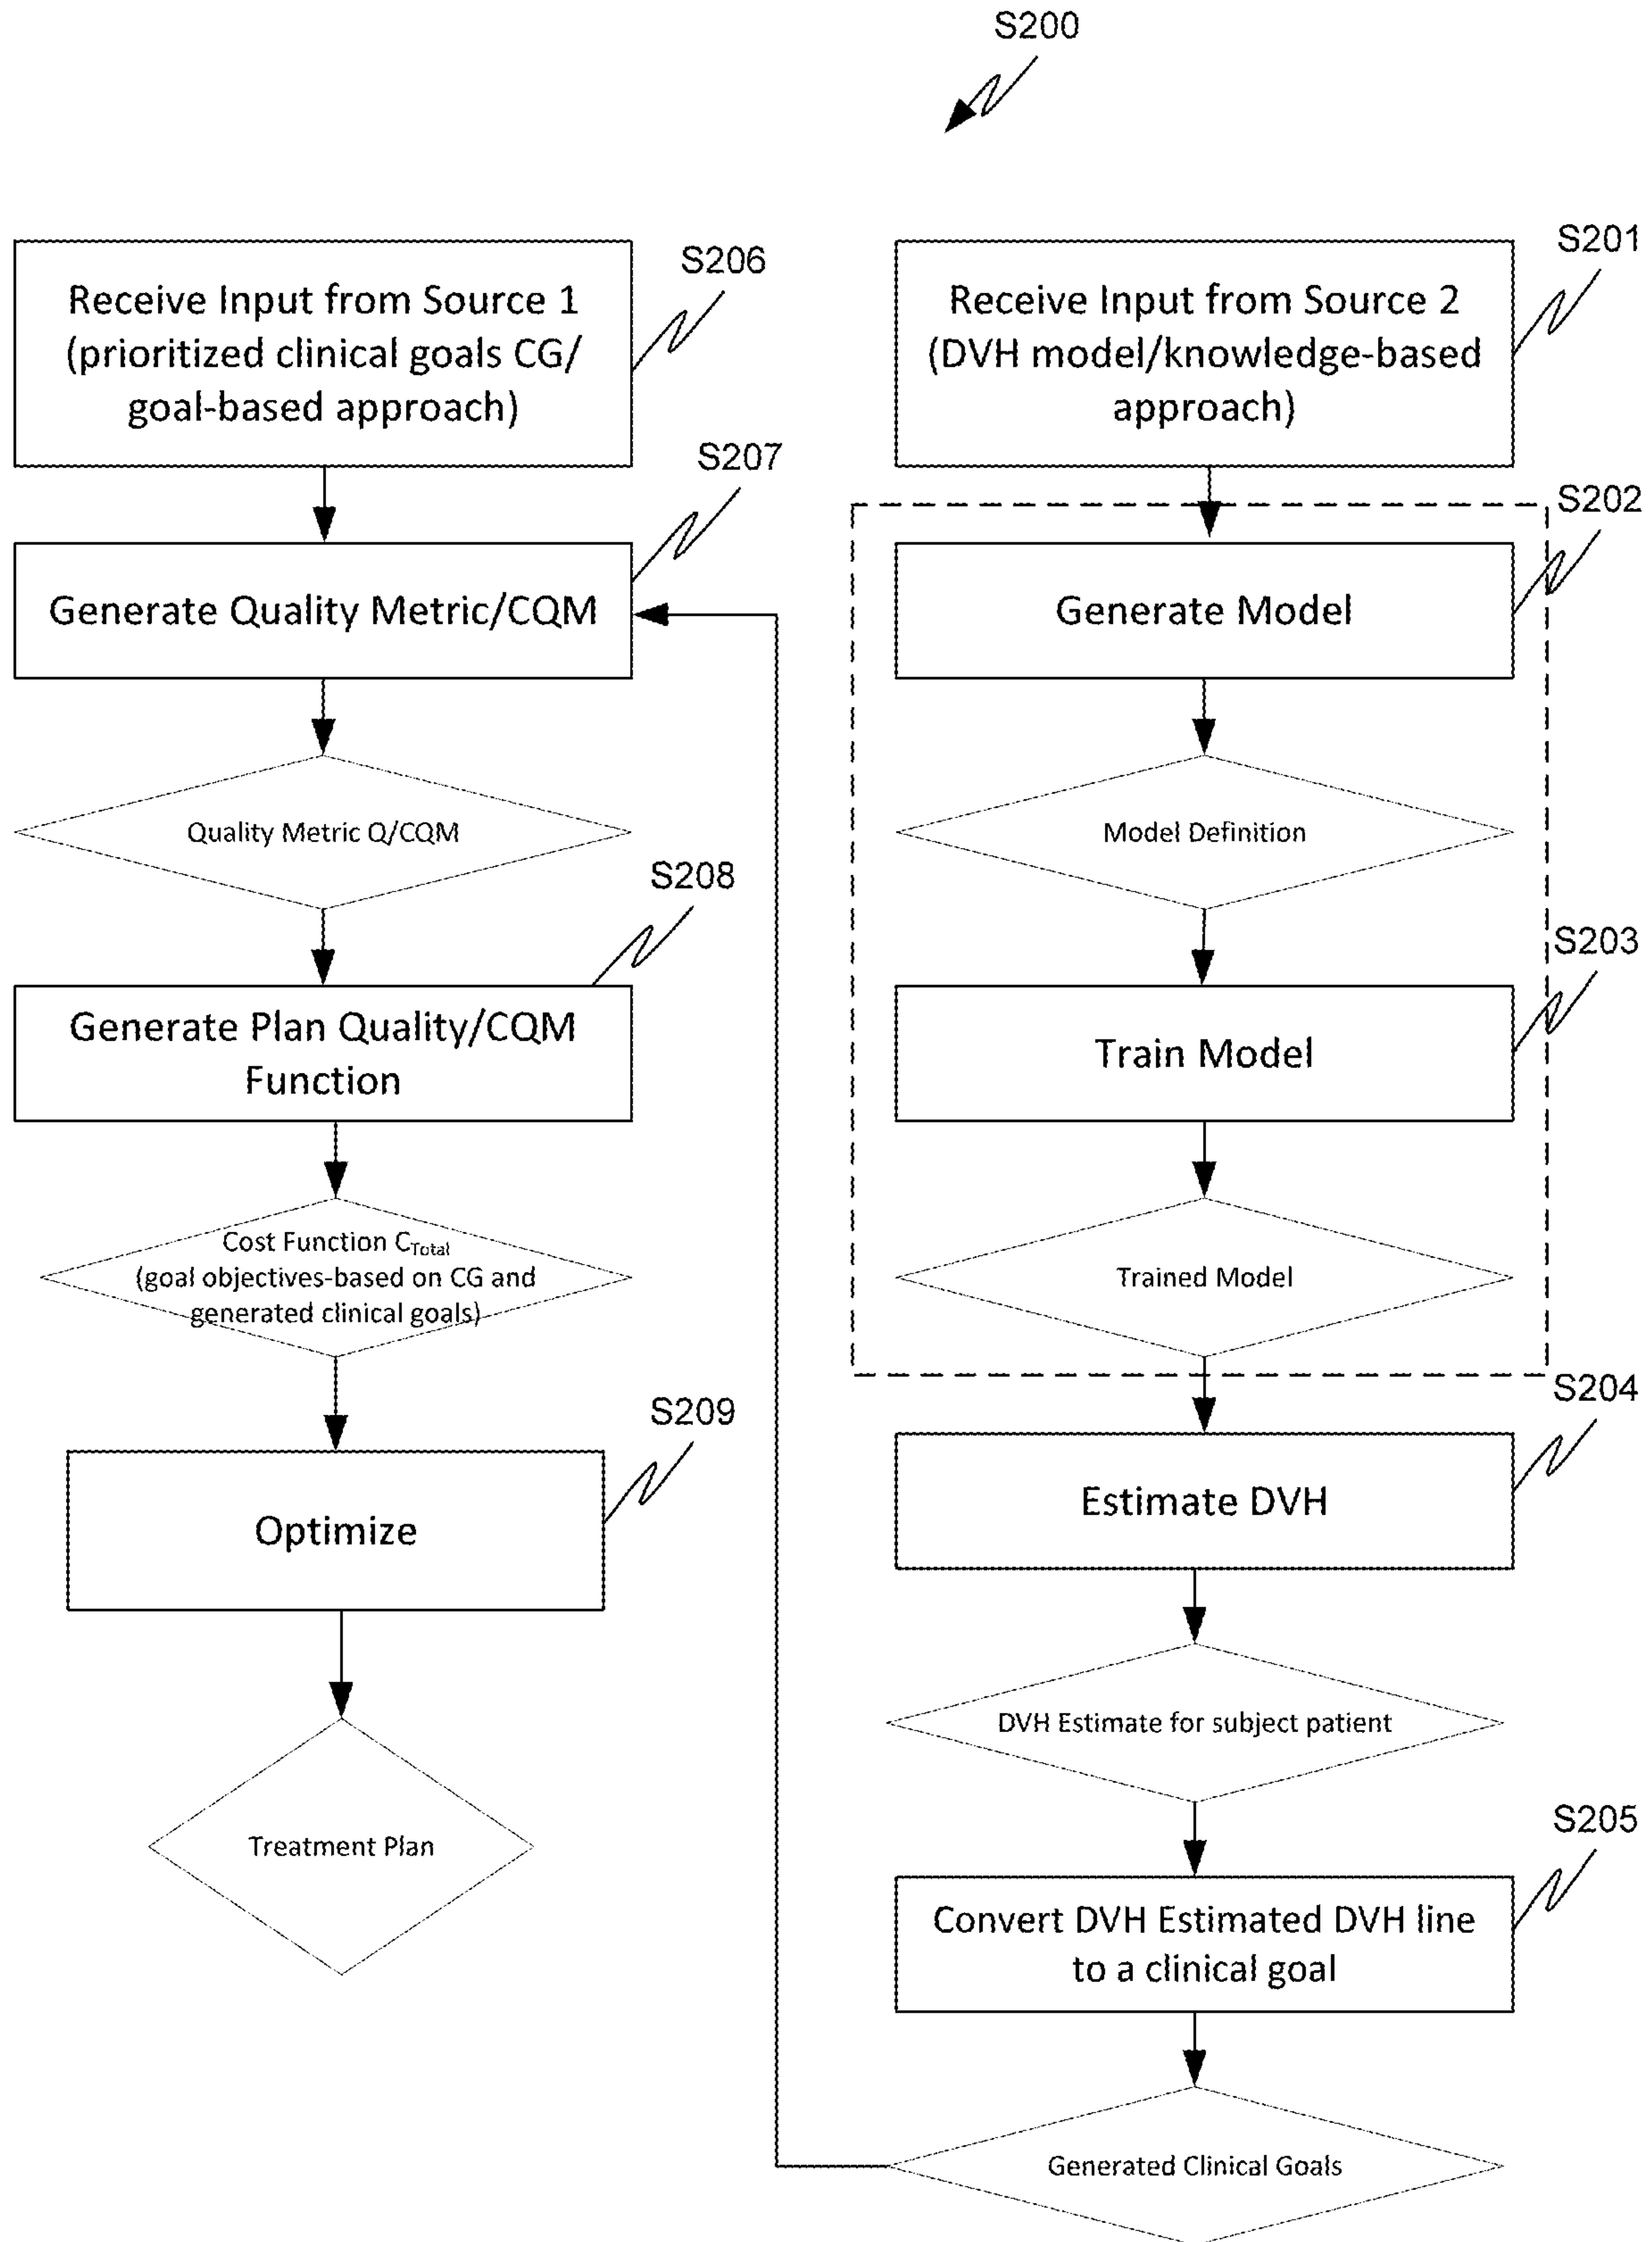 S200
S206
Receive Input from Source 1
(prioritized clinical goals CG/
goal-based approach)
S207
Generate Quality Metric/CQM
Quality Metric Q/CQM
S208
Generate Plan Quality/CQM
Function
Cost Function CTotal
(goal objectives-based on CG and
generated clinical goals)
S209
Optimize
Treatment Plan
S201
Receive Input from Source 2
(DVH model/knowledge-based
approach)
S202
Generate Model
Model Definition
S203
Train Model
Trained Model
S204
Estimate DVH
DVH Estimate for subject patient
S205
Convert DVH Estimated DVH line
to a clinical goal
Generated Clinical Goals